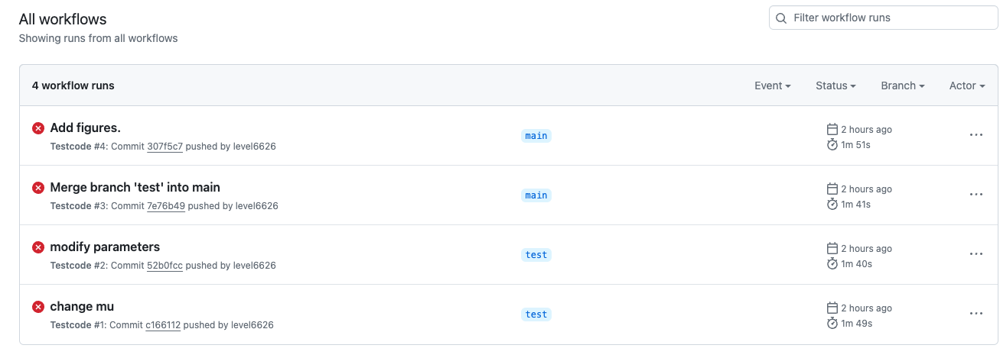 All workflows
Filter workflow runs
Showing runs from all workflows
4 workflow runs
Event
Status
Branch
Actor
Add figures.
Testcode #4: Commit 307f5c7 pushed by level6626
main
2 hours ago
1m 51s
Merge branch 'test' into main
Testcode #3: Commit 7e76b49 pushed by level6626
main
2 hours ago
1m 41s
modify parameters
Testcode #2: Commit 52b0fcc pushed by level6626
test
2 hours ago
1m 40s
change mu
Testcode #1: Commit c166112 pushed by level6626
test
2 hours ago
1m 49s